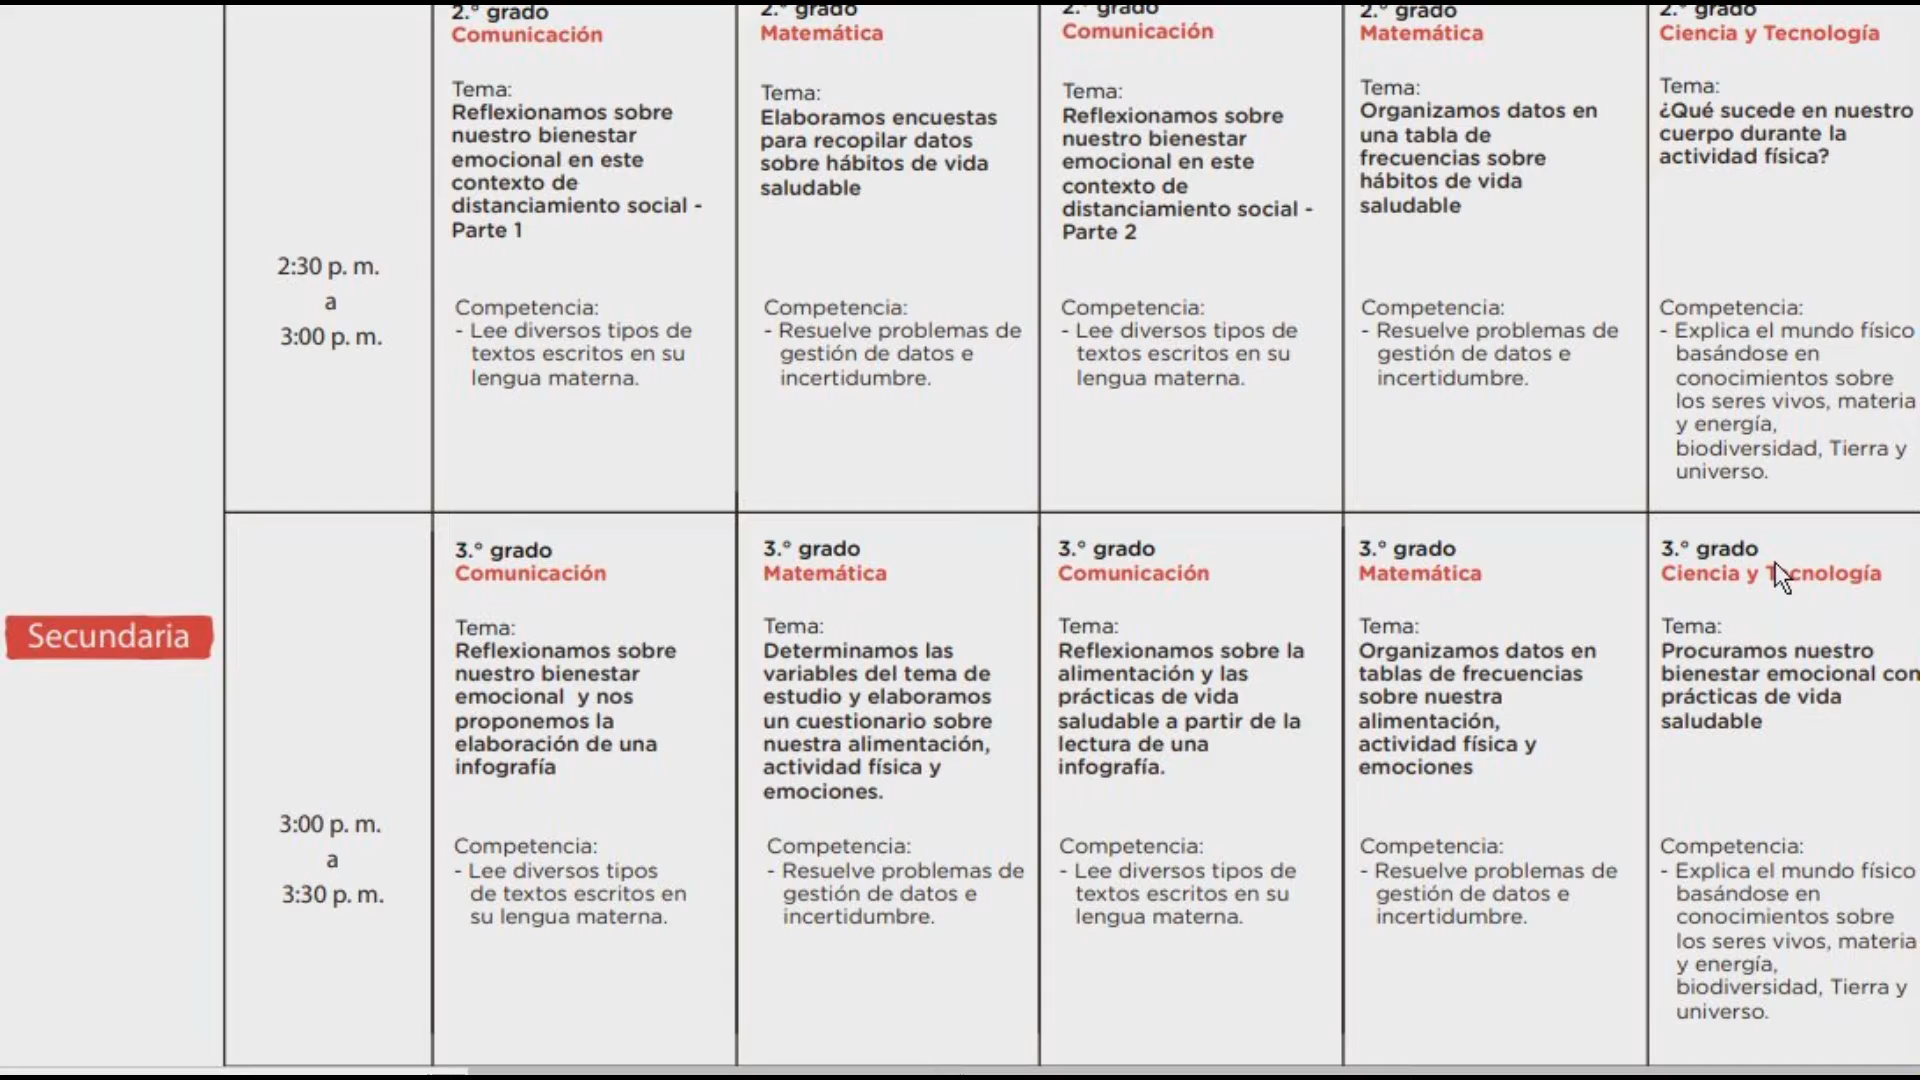 Secundaria
2:30 p. m.
a
3:00 p. m.
2.° grado
Comunicación
Tema:
Reflexionamos sobre
nuestro bienestar
emocional en este
contexto de
distanciamiento social -
Parte 1
Competencia:
- Lee diversos tipos de
textos escritos en su
lengua materna.
2.° grado
Matemática
Tema:
Elaboramos encuestas
para recopilar datos
sobre hábitos de vida
saludable
Competencia:
- Resuelve problemas de
gestión de datos e
incertidumbre.
2.° grado
Comunicación
Tema:
Reflexionamos sobre
nuestro bienestar
emocional en este
contexto de
distanciamiento social -
Parte 2
Competencia:
- Lee diversos tipos de
textos escritos en su
lengua materna.
2.° grado
Matemática
Tema:
Organizamos datos en
una tabla de
frecuencias sobre
hábitos de vida
saludable
Competencia:
- Resuelve problemas de
gestión de datos e
incertidumbre.
2.° grado
Ciencia y Tecnología
Tema:
¿Qué sucede en nuestro
cuerpo durante la
actividad física?
Competencia:
- Explica el mundo físico
basándose en
conocimientos sobre
los seres vivos, materia
y energía,
biodiversidad, Tierra y
universo.
3:00 p. m.
a
3:30 p. m.
3.° grado
Comunicación
Tema:
Reflexionamos sobre
nuestro bienestar
emocional y nos
proponemos la
elaboración de una
infografía
Competencia:
- Lee diversos tipos
de textos escritos en
su lengua materna.
3.° grado
Matemática
Tema:
Determinamos las
variables del tema de
estudio y elaboramos
un cuestionario sobre
nuestra alimentación,
actividad física y
emociones.
Competencia:
- Resuelve problemas de
gestión de datos e
incertidumbre.
3.° grado
Comunicación
Tema:
Reflexionamos sobre la
alimentación y las
prácticas de vida
saludable a partir de la
lectura de una
infografía.
Competencia:
- Lee diversos tipos de
textos escritos en su
lengua materna.
3.° grado
Matemática
Tema:
Organizamos datos en
tablas de frecuencias
sobre nuestra
alimentación,
actividad física y
emociones
Competencia:
- Resuelve problemas de
gestión de datos e
incertidumbre.
3.° grado
Ciencia y Tecnología
Tema:
Procuramos nuestro
bienestar emocional con
prácticas de vida
saludable
Competencia:
- Explica el mundo físico
basándose en
conocimientos sobre
los seres vivos, materia
y energía,
biodiversidad, Tierra y
universo.